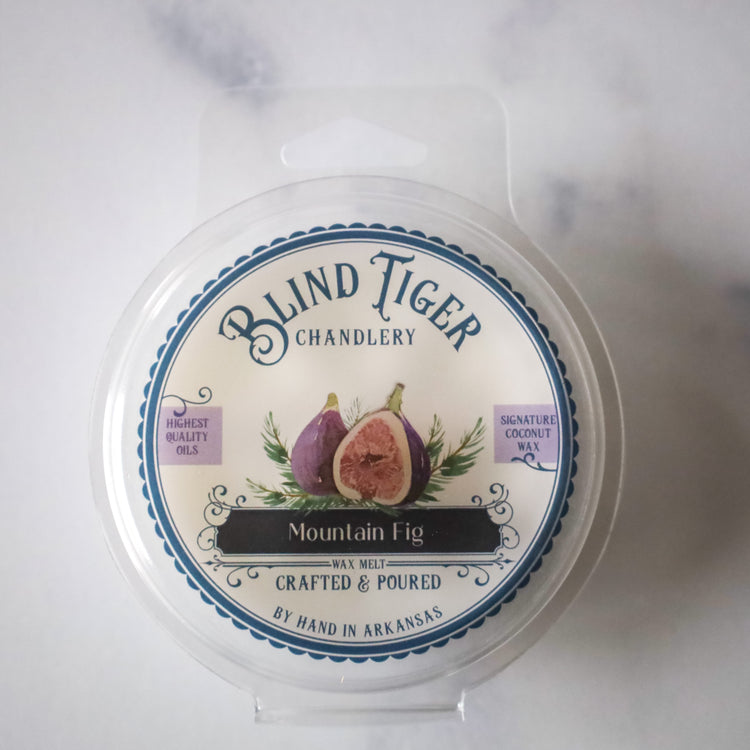 BLIND TIGER
CHANDLERY
HIGHEST
QUALITY
OILS
SIGNATURE
COCONUT
WAX
Mountain Fig
WAX MELT
CRAFTED & POURED
BY HAND IN ARKANSAS